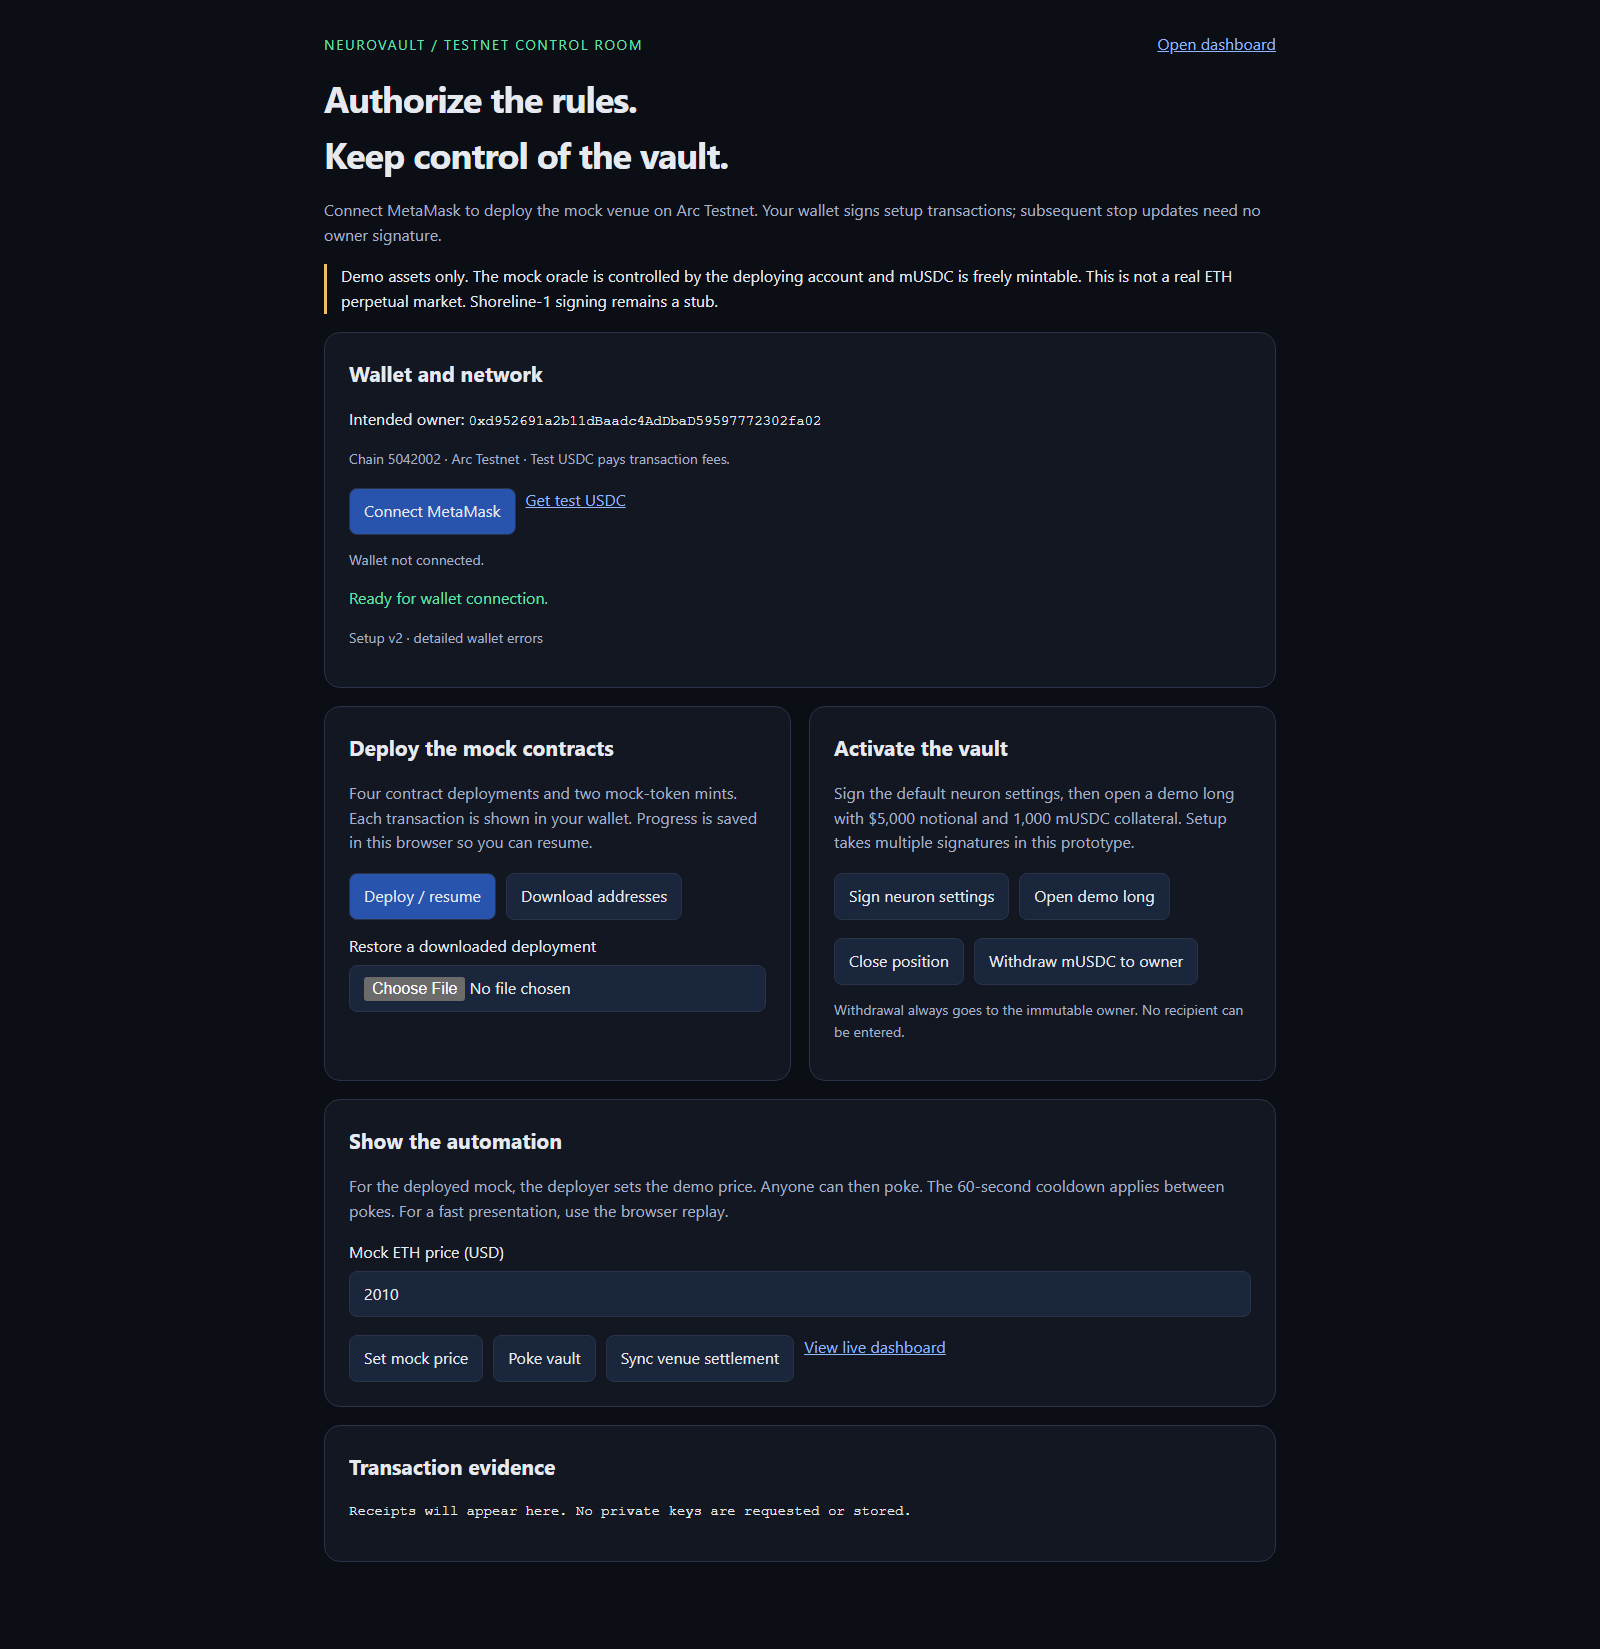 NEUROVAULT / TESTNET CONTROL ROOM
Open dashboard
Authorize the rules.
Keep control of the vault.
Connect MetaMask to deploy the mock venue on Arc Testnet. Your wallet signs setup transactions; subsequent stop updates need no
owner signature.
Demo assets only. The mock oracle is controlled by the deploying account and mUSDC is freely mintable. This is not a real ETH
perpetual market. Shoreline-1 signing remains a stub.
Wallet and network
Intended owner: 0xd952691a2b11dBaadc4AdDbaD59597772302fa02
Chain 5042002 · Arc Testnet · Test USDC pays transaction fees.
Connect MetaMask
Get test USDC
Wallet not connected.
Ready for wallet connection.
Setup v2 · detailed wallet errors
Deploy the mock contracts
Four contract deployments and two mock-token mints.
Each transaction is shown in your wallet. Progress is saved
in this browser so you can resume.
Deploy / resume
Download addresses
Restore a downloaded deployment
Choose File No file chosen
Activate the vault
Sign the default neuron settings, then open a demo long
with $5,000 notional and 1,000 mUSDC collateral. Setup
takes multiple signatures in this prototype.
Sign neuron settings
Open demo long
Close position
Withdraw mUSDC to owner
Withdrawal always goes to the immutable owner. No recipient can
be entered.
Show the automation
For the deployed mock, the deployer sets the demo price. Anyone can then poke. The 60-second cooldown applies between
pokes. For a fast presentation, use the browser replay.
Mock ETH price (USD)
2010
Set mock price
Poke vault
Sync venue settlement
View live dashboard
Transaction evidence
Receipts will appear here. No private keys are requested or stored.